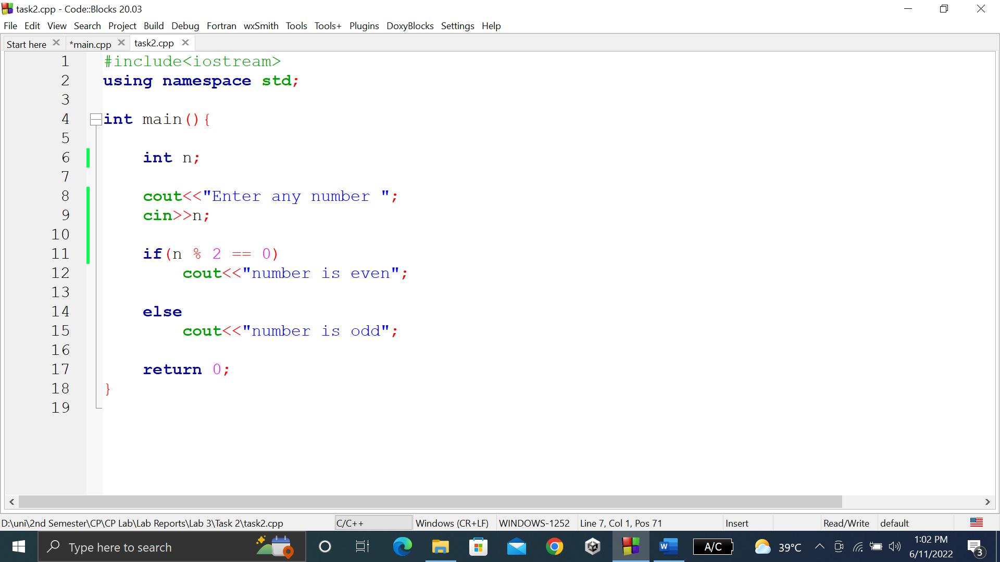 task2.cpp - Code::Blocks 20.03
File Edit View Search Project Build Debug Fortran wxSmith Tools Tools+ Plugins DoxyBlocks Settings Help
Start here *main.cpp task2.cpp
1 #include<iostream>
2 using namespace std;
3
4 int main(){
5
6 int n;
7
8 cout<<"Enter any number ";
9 cin>>n;
10
11 if(n % 2 == 0)
12 cout<<"number is even";
13
14 else
15 cout<<"number is odd";
16
17 return 0;
18 }
19
D:\uni\2nd Semester\CP\CP Lab\Lab Reports\Lab 3\Task 2\task2.cpp C/C++ Windows (CR+LF) WINDOWS-1252 Line 7, Col 1, Pos 71 Insert Read/Write default
Type here to search A/C 39°C 1:02 PM
6/11/2022 3